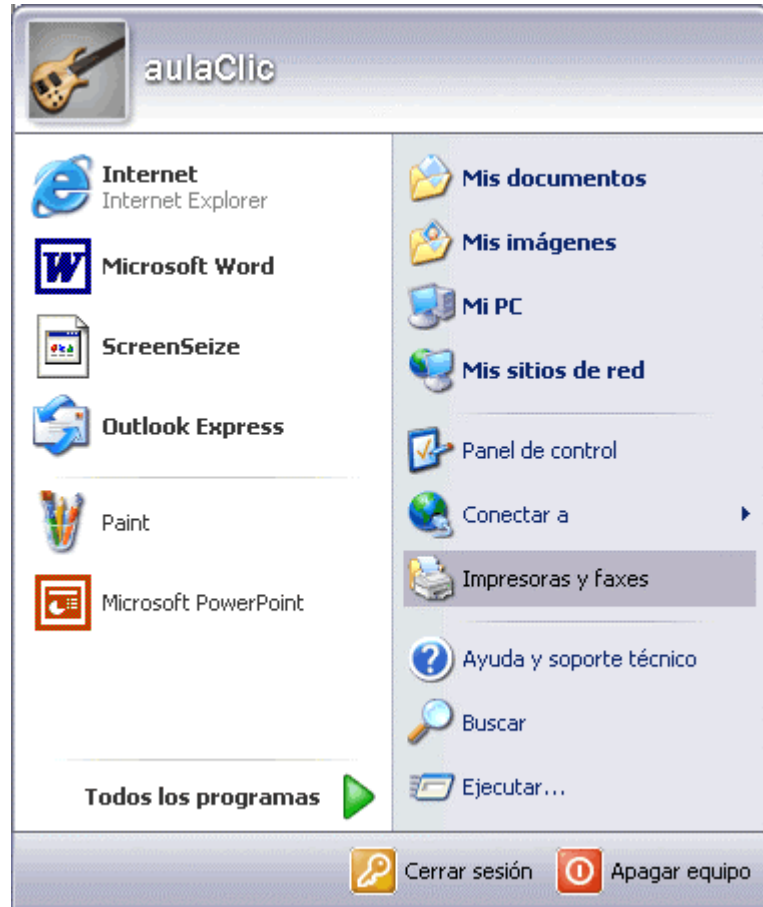 aulaClic
Internet
Internet Explorer
Microsoft Word
ScreenSeize
Outlook Express
Paint
Microsoft PowerPoint
Todos los programas
Mis documentos
Mis imágenes
Mi PC
Mis sitios de red
Panel de control
Conectar a
Impresoras y faxes
Ayuda y soporte técnico
Buscar
Ejecutar...
Cerrar sesión
Apagar equipo